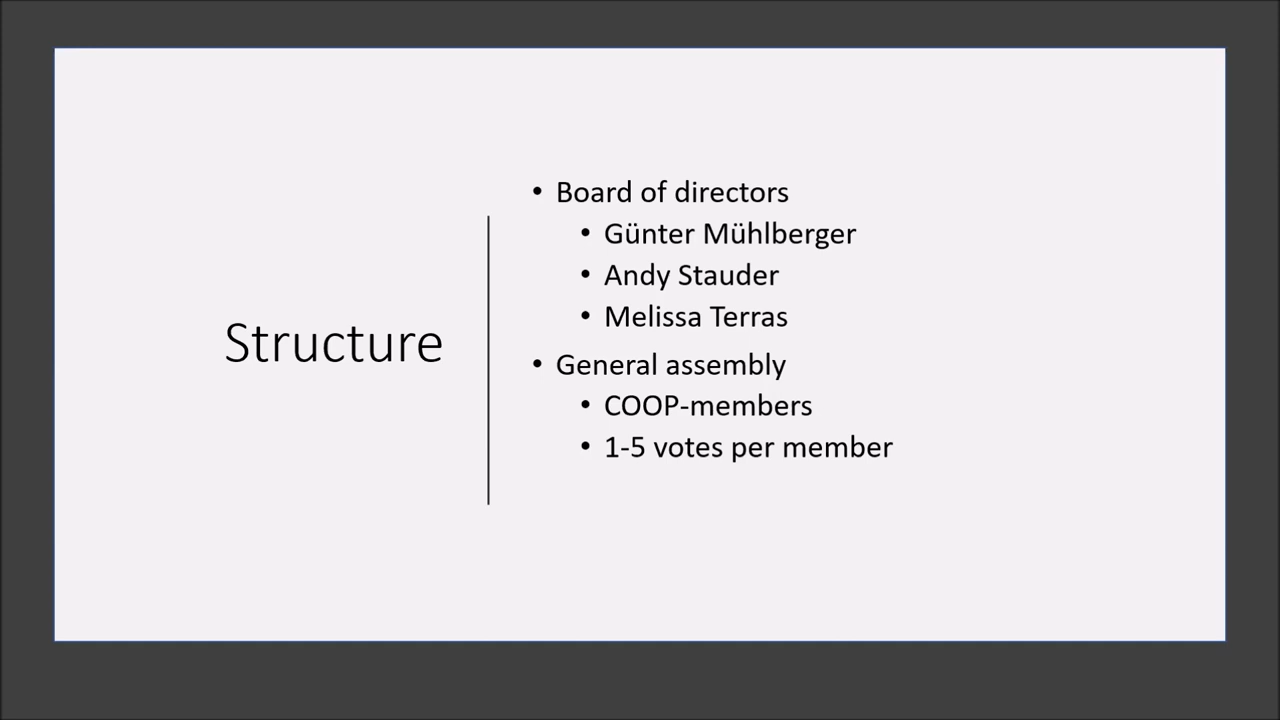 Structure
• Board of directors
• Günter Mühlberger
• Andy Stauder
• Melissa Terras
• General assembly
• COOP-members
• 1-5 votes per member